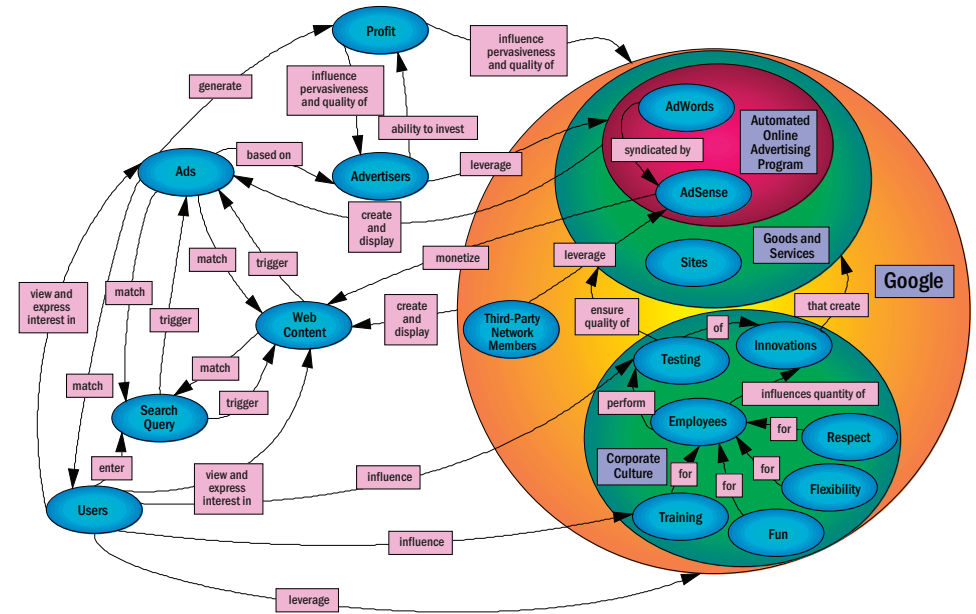 Profit
influence
pervasiveness
and quality of
generate
influence
pervasiveness
and quality of
ability to invest
AdWords
Automated
Online
Advertising
Program
based on
Ads
Advertisers
leverage
syndicated by
AdSense
create
and
display
Goods and
Services
match
trigger
monetize
leverage
Sites
Google
view and
express
interest in
match
trigger
Web
Content
create
and
display
Third-Party
Network
Members
ensure
quality of
that create
of
Testing
Innovations
match
match
trigger
perform
influences quantity of
Search
Query
Employees
for
Respect
enter
view and
express
interest in
influence
Corporate
Culture
for
for
for
Flexibility
Users
Training
Fun
influence
leverage